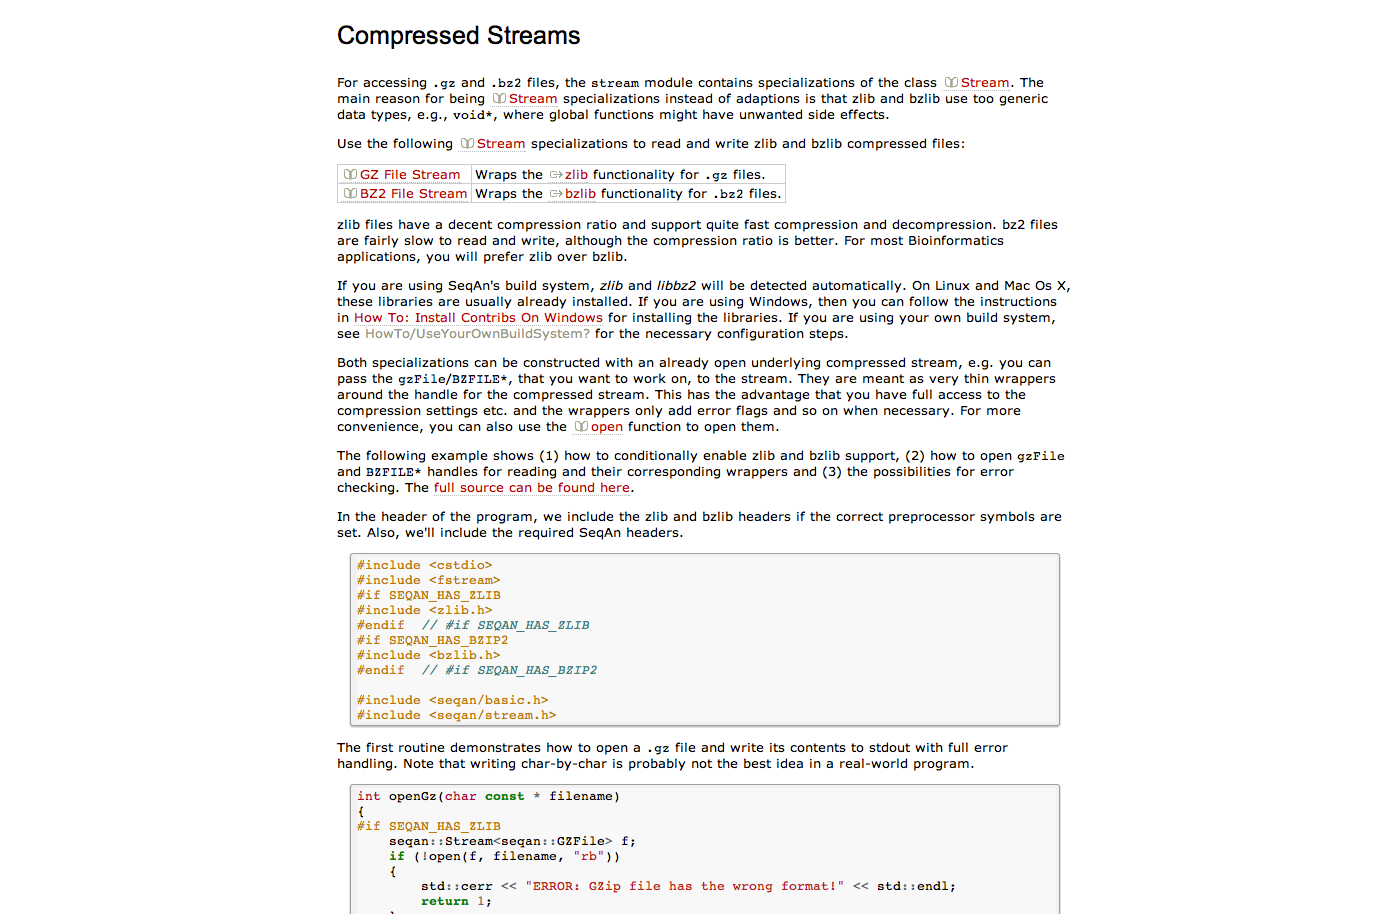 Compressed Streams
For accessing .gz and .bz2 files, the stream module contains specializations of the class Stream. The
main reason for being Stream specializations instead of adaptions is that zlib and bzlib use too generic
data types, e.g., void*, where global functions might have unwanted side effects.
Use the following Stream specializations to read and write zlib and bzlib compressed files:
GZ File Stream Wraps the zlib functionality for .gz files.
BZ2 File Stream Wraps the bzlib functionality for .bz2 files.
zlib files have a decent compression ratio and support quite fast compression and decompression. bz2 files
are fairly slow to read and write, although the compression ratio is better. For most Bioinformatics
applications, you will prefer zlib over bzlib.
If you are using SeqAn's build system, zlib and libbz2 will be detected automatically. On Linux and Mac Os X,
these libraries are usually already installed. If you are using Windows, then you can follow the instructions
in How To: Install Contribs On Windows for installing the libraries. If you are using your own build system,
see HowTo/UseYourOwnBuildSystem? for the necessary configuration steps.
Both specializations can be constructed with an already open underlying compressed stream, e.g. you can
pass the gzFile/BZFILE*, that you want to work on, to the stream. They are meant as very thin wrappers
around the handle for the compressed stream. This has the advantage that you have full access to the
compression settings etc. and the wrappers only add error flags and so on when necessary. For more
convenience, you can also use the open function to open them.
The following example shows (1) how to conditionally enable zlib and bzlib support, (2) how to open gzFile
and BZFILE* handles for reading and their corresponding wrappers and (3) the possibilities for error
checking. The full source can be found here.
In the header of the program, we include the zlib and bzlib headers if the correct preprocessor symbols are
set. Also, we'll include the required SeqAn headers.
#include <cstdio>
#include <fstream>
#if SEQAN_HAS_ZLIB
#include <zlib.h>
#endif  // #if SEQAN_HAS_ZLIB
#if SEQAN_HAS_BZIP2
#include <bzlib.h>
#endif  // #if SEQAN_HAS_BZIP2
#include <seqan/basic.h>
#include <seqan/stream.h>
The first routine demonstrates how to open a .gz file and write its contents to stdout with full error
handling. Note that writing char-by-char is probably not the best idea in a real-world program.
int openGz(char const * filename)
{
#if SEQAN_HAS_ZLIB
    seqan::Stream<seqan::GZFile> f;
    if (!open(f, filename, "rb"))
    {
        std::cerr << "ERROR: GZip file has the wrong format!" << std::endl;
        return 1;